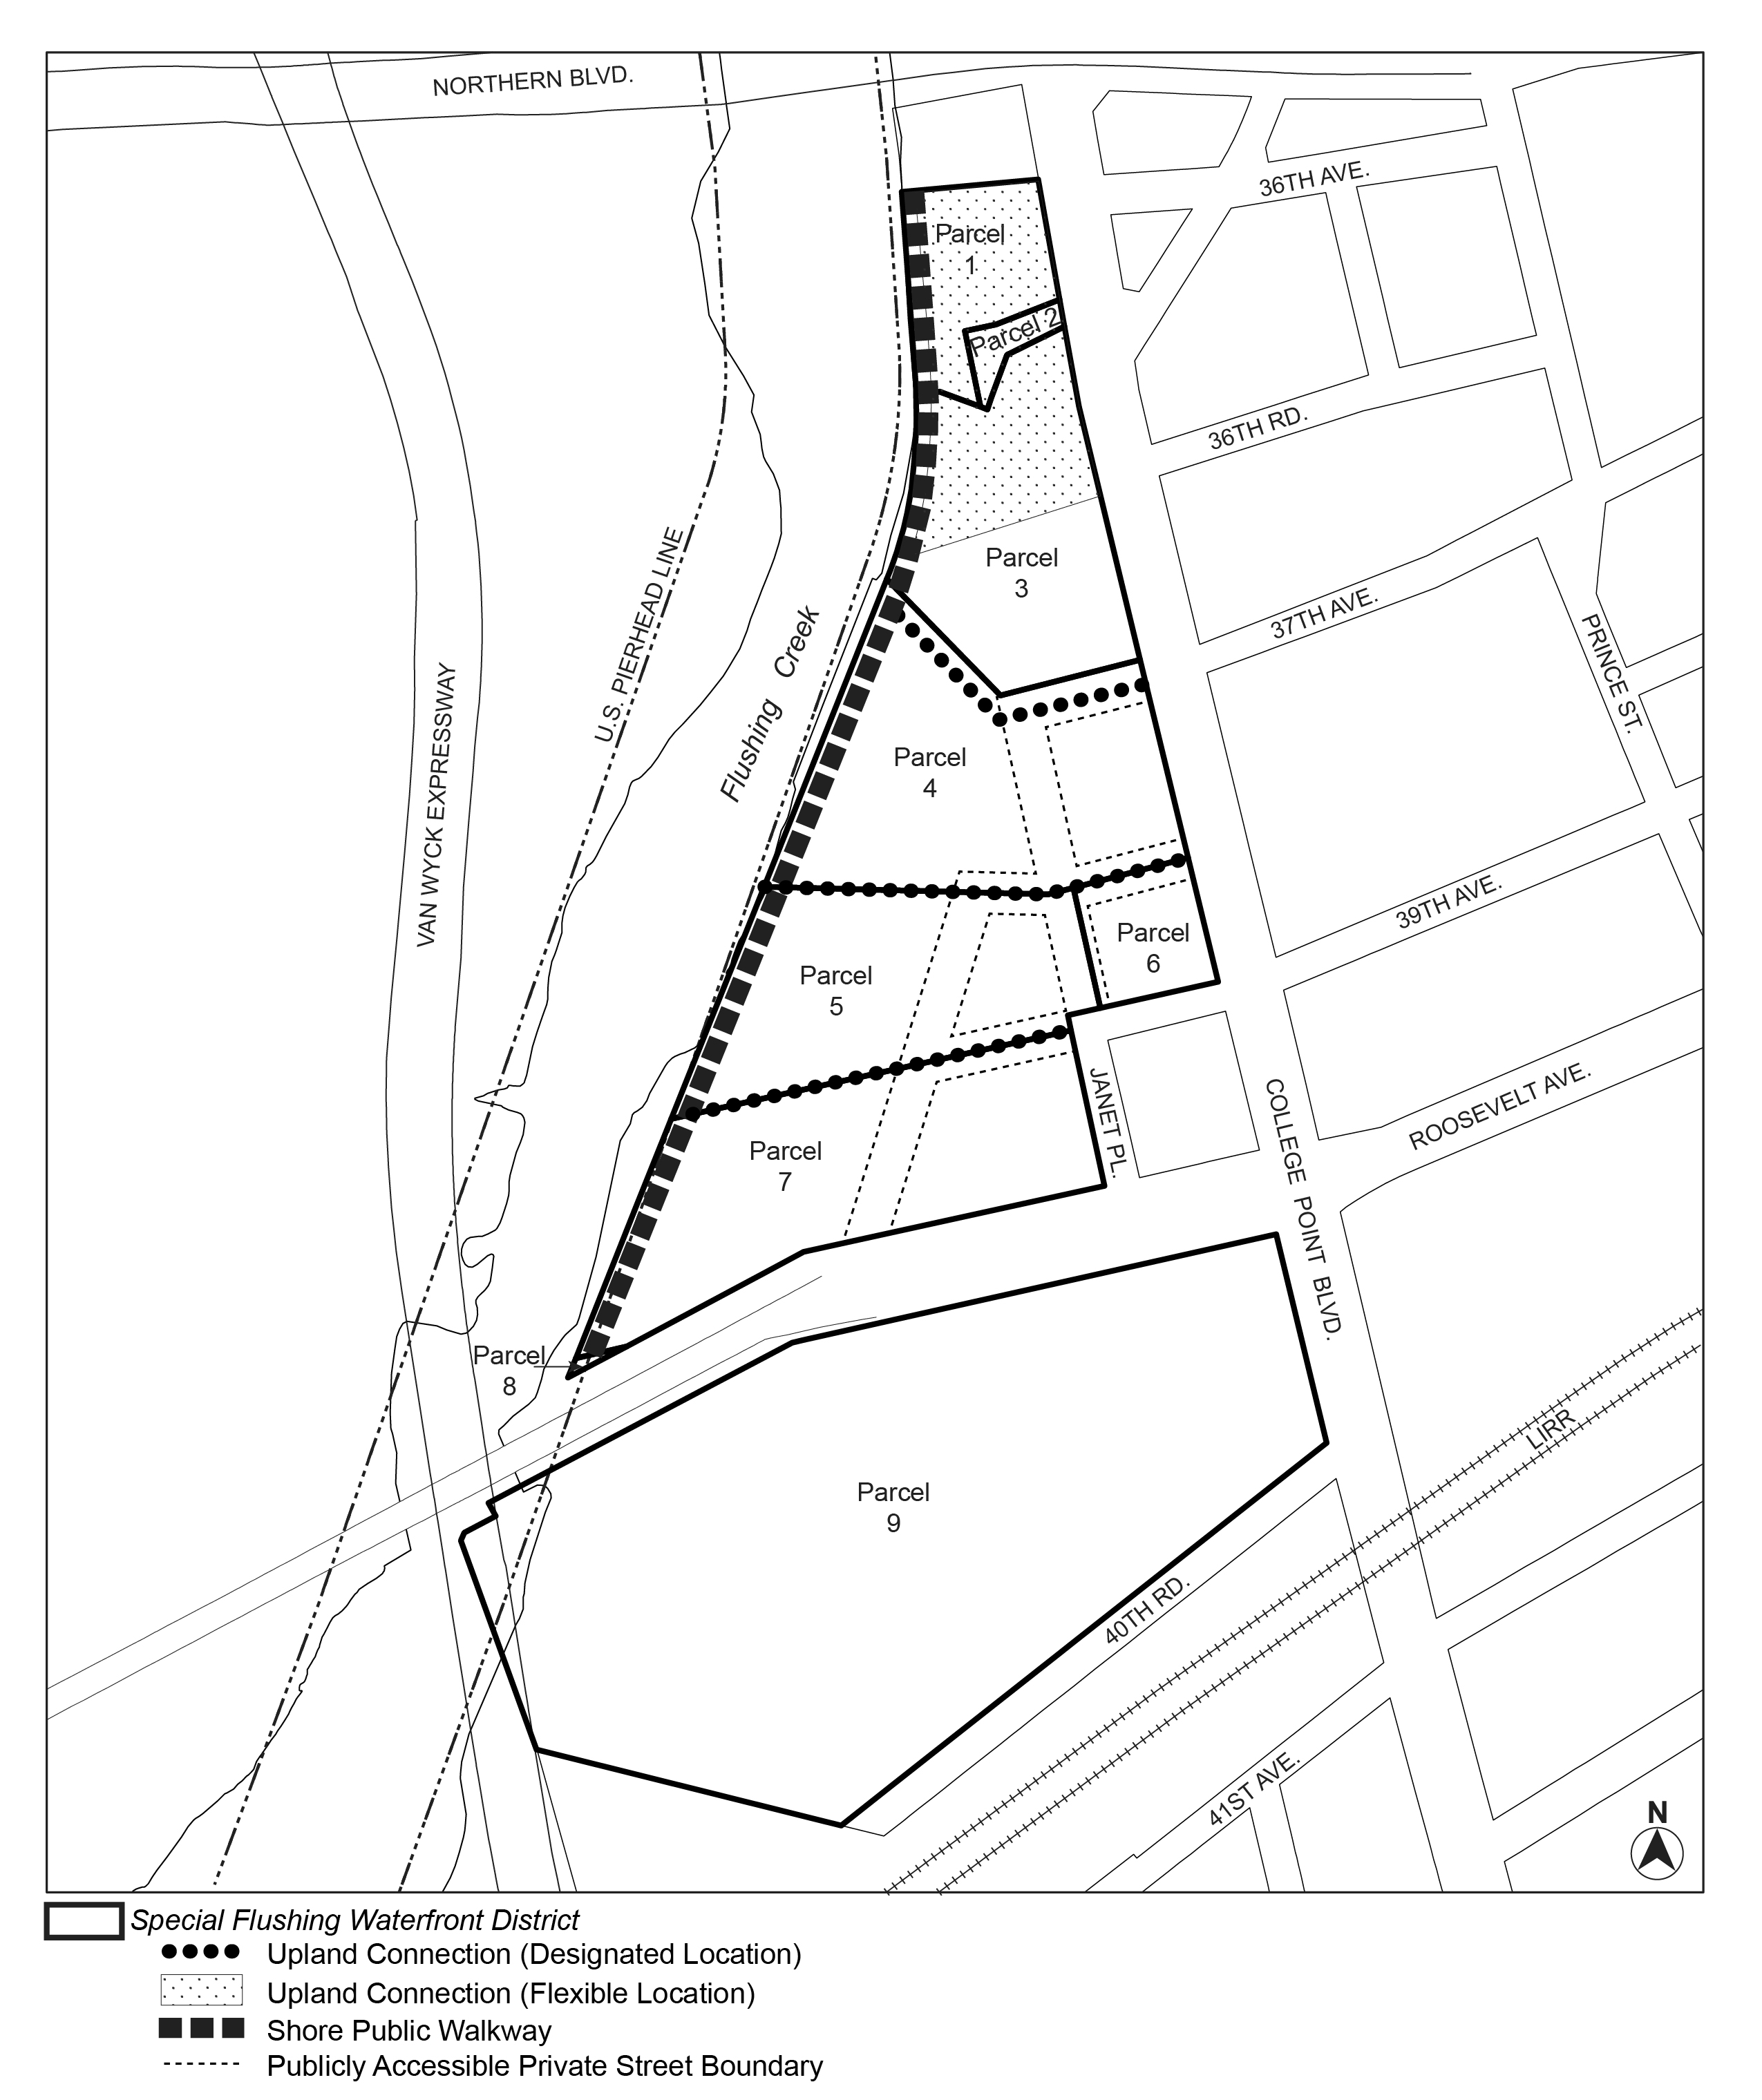 NORTHERN BLVD.
36TH AVE.
Parcel
1
Parcel 2
36TH RD.
U.S. PIERHEAD LINE
Parcel
3
Flushing Creek
37TH AVE.
PRINCE ST.
VAN WYCK EXPRESSWAY
Parcel
4
39TH AVE.
Parcel
5
Parcel
6
JANET PL.
COLLEGE POINT BLVD.
ROOSEVELT AVE.
Parcel
7
Parcel
8
LIRR
Parcel
9
40TH RD.
41ST AVE.
N
Special Flushing Waterfront District
Upland Connection (Designated Location)
Upland Connection (Flexible Location)
Shore Public Walkway
Publicly Accessible Private Street Boundary